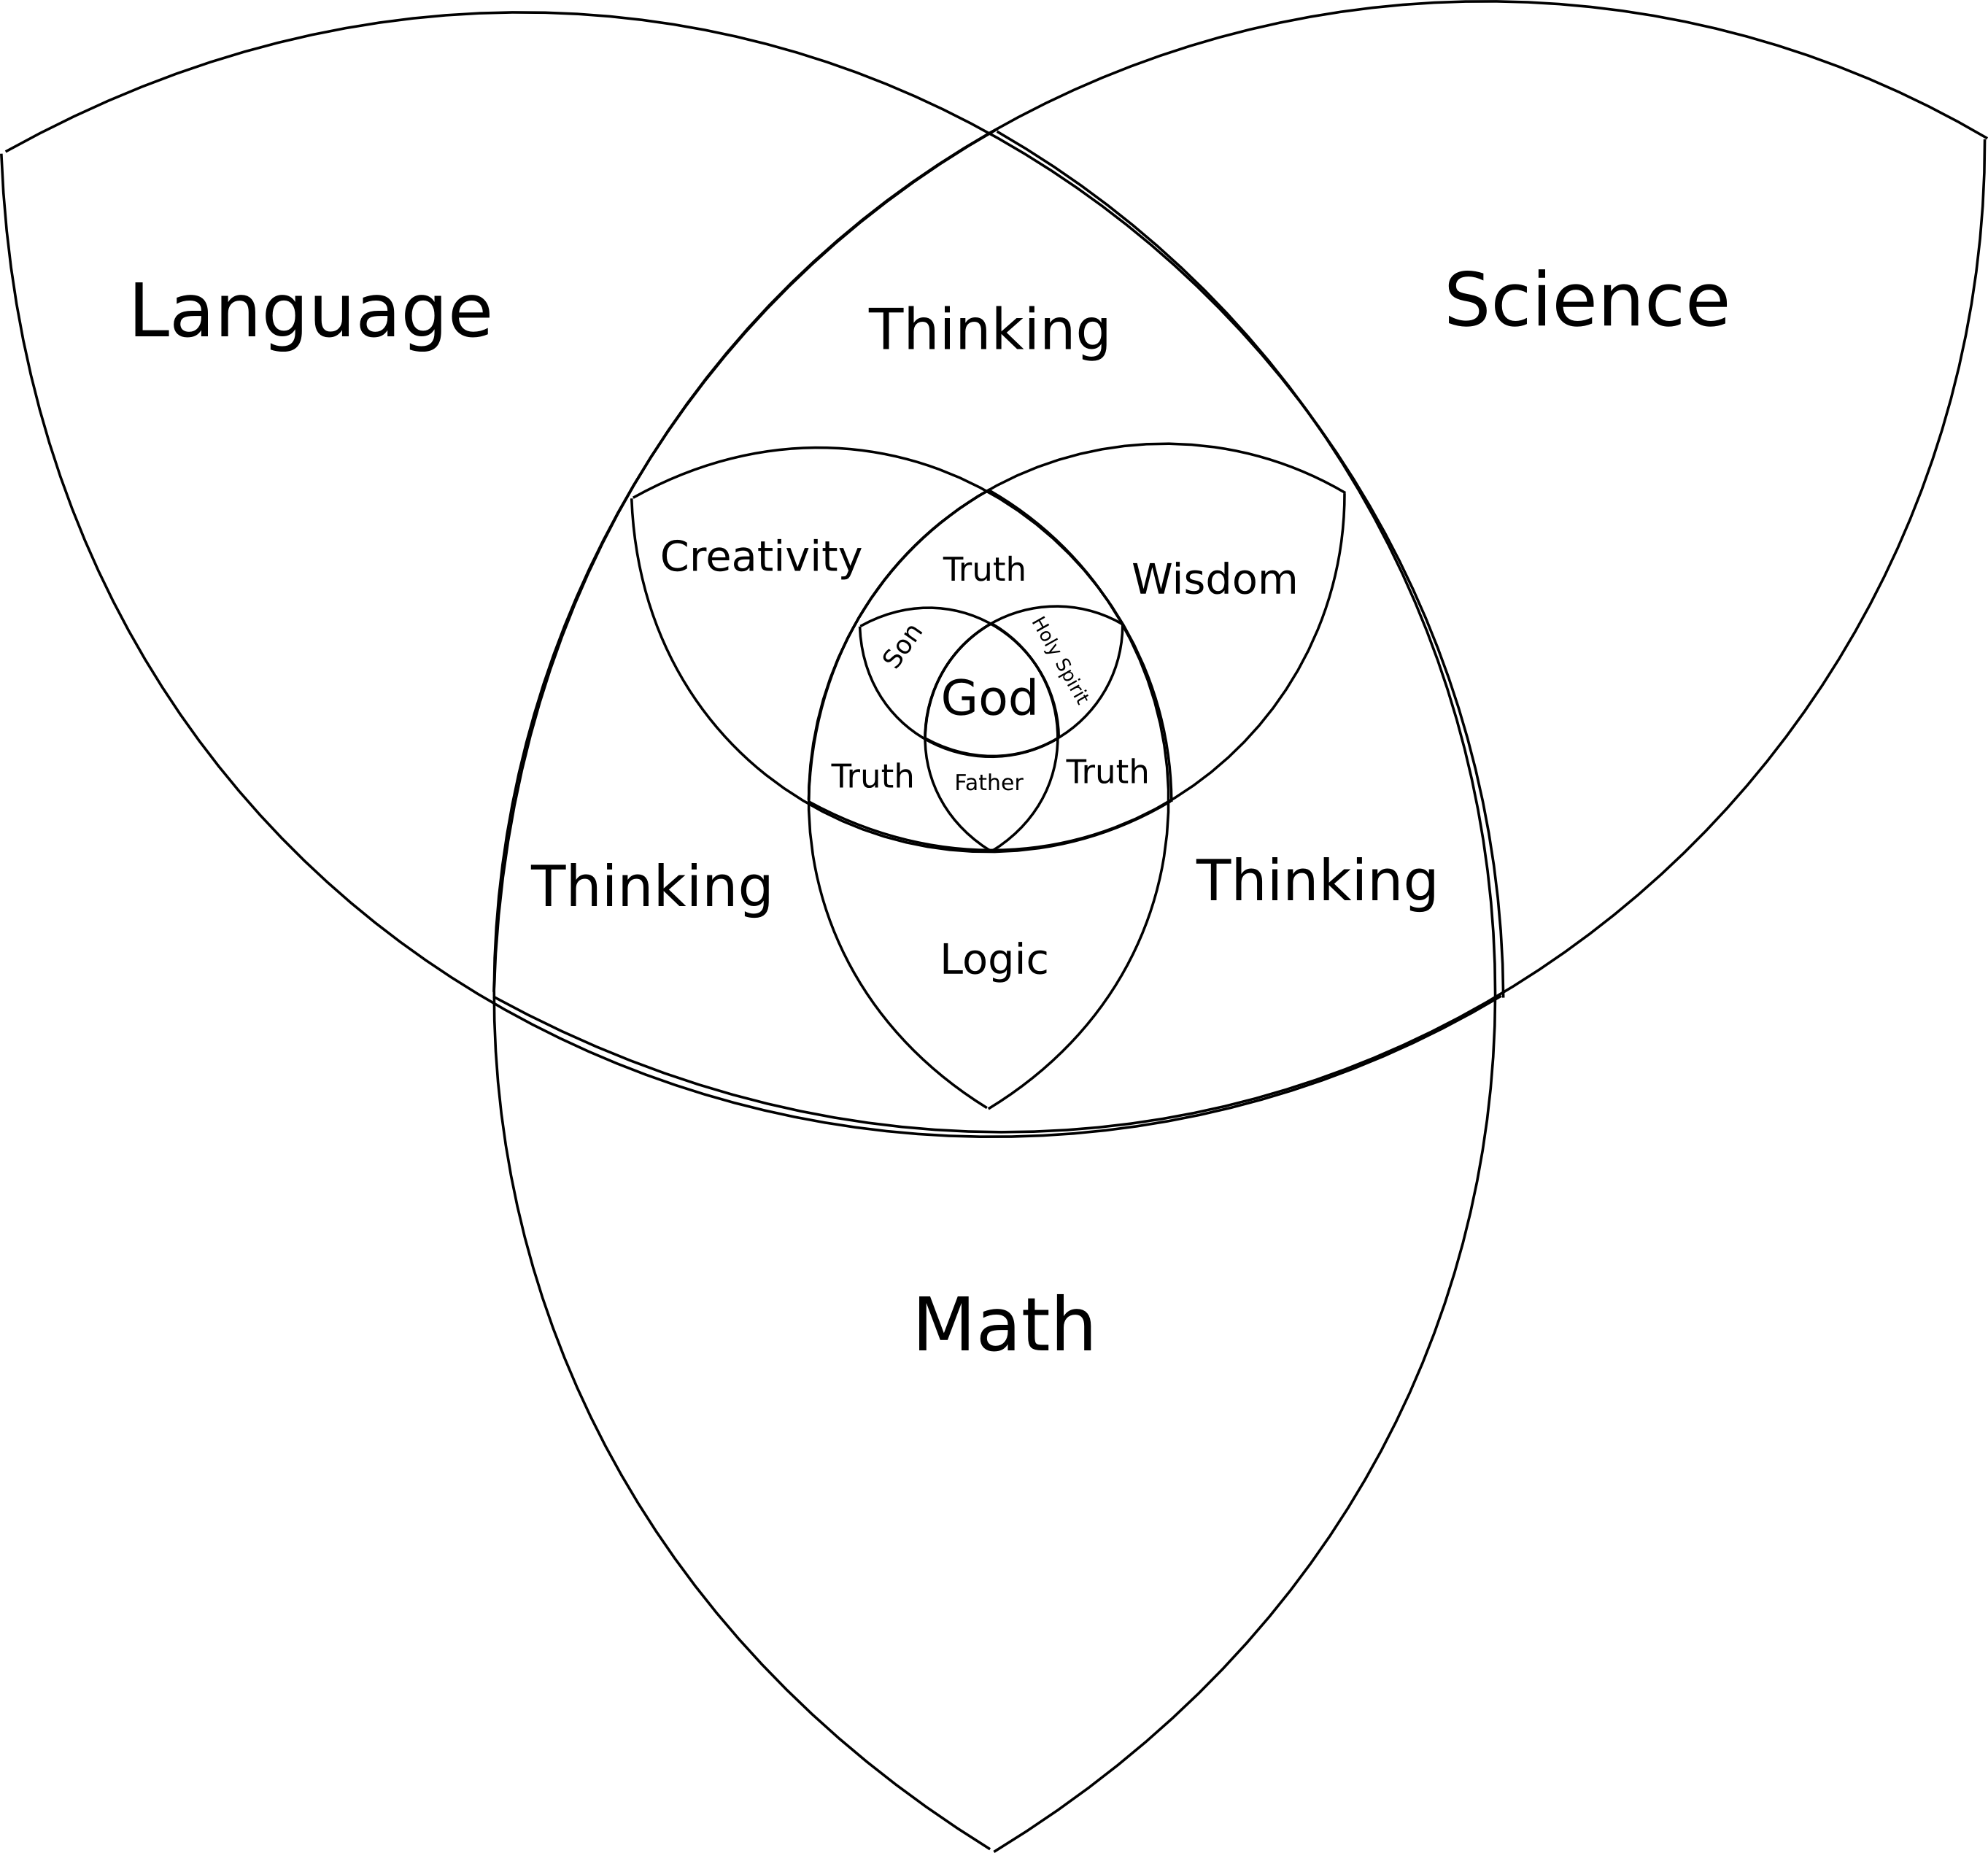 Language
Science
Thinking
Creativity
Truth
Wisdom
Son
Holy Spirit
God
Truth
Father
Truth
Thinking
Thinking
Logic
Math